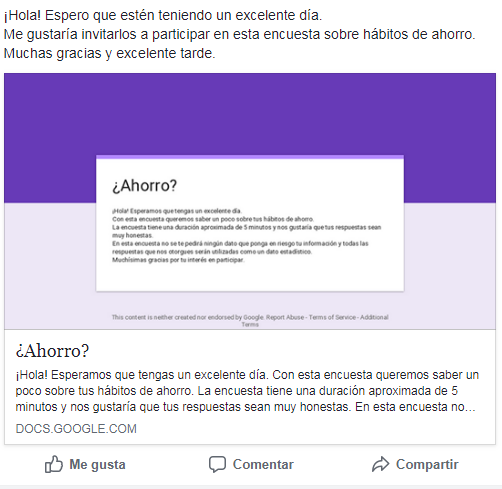 ¡Hola! Espero que estén teniendo un excelente día.
Me gustaría invitarlos a participar en esta encuesta sobre hábitos de ahorro.
Muchas gracias y excelente tarde.
¿Ahorro?
¡Hola! Esperamos que tengas un excelente día.
Con esta encuesta queremos saber un poco sobre tus hábitos de ahorro.
La encuesta tiene una duración aproximada de 5 minutos y nos gustaría que tus respuestas sean
muy honestas.
En esta encuesta no se te pedirá ningún dato que ponga en riesgo tu información y todas las
respuestas que nos otorgues serán utilizadas como un dato estadístico.
Muchísimas gracias por tu interés en participar.
This content is neither created nor endorsed by Google. Report Abuse - Terms of Service - Additional
Terms
¿Ahorro?
¡Hola! Esperamos que tengas un excelente día. Con esta encuesta queremos saber un
poco sobre tus hábitos de ahorro. La encuesta tiene una duración aproximada de 5
minutos y nos gustaría que tus respuestas sean muy honestas. En esta encuesta no...
DOCS.GOOGLE.COM
Me gusta
Comentar
Compartir